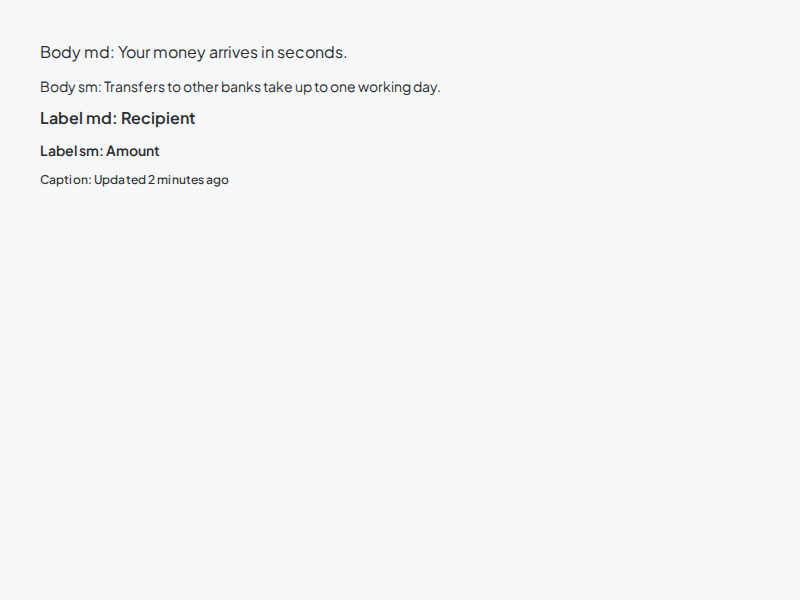 Body md: Your money arrives in seconds.
Body sm: Transfers to other banks take up to one working day.
Label md: Recipient
Label sm: Amount
Caption: Updated 2 minutes ago